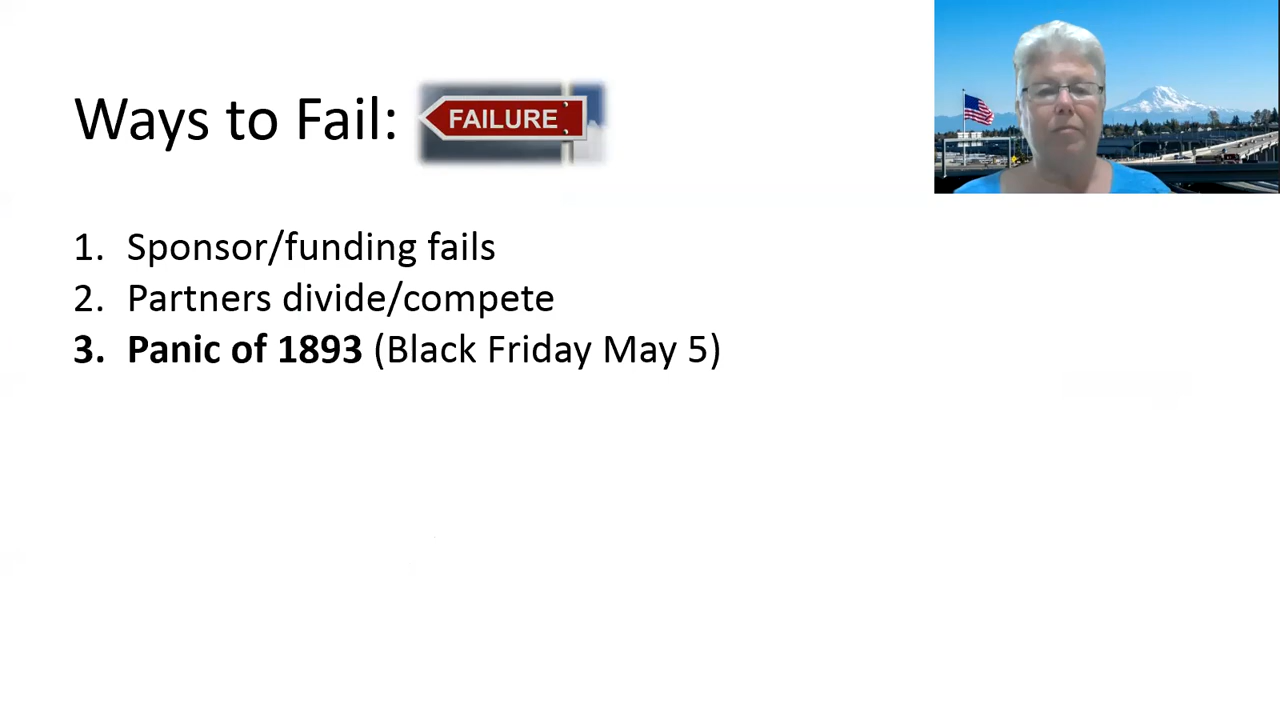 Ways to Fail:
FAILURE
1. Sponsor/funding fails
2. Partners divide/compete
3. Panic of 1893 (Black Friday May 5)